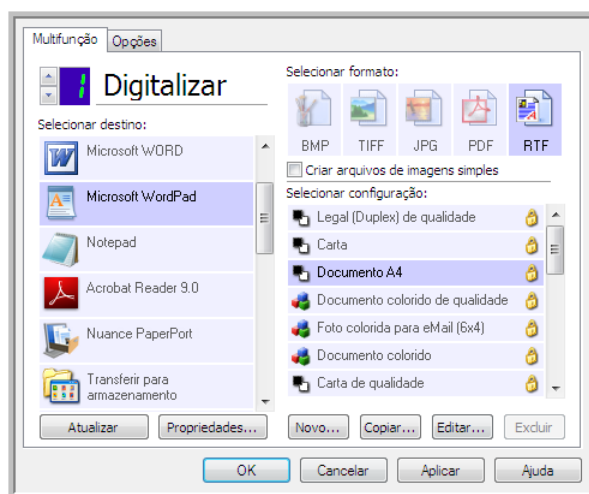 Multifunção
Opções
1
Digitalizar
Selecionar destino:
Microsoft WORD
Microsoft WordPad
Notepad
Acrobat Reader 9.0
Nuance PaperPort
Transferir para
armazenamento
Atualizar
Propriedades...
Selecionar formato:
BMP
TIFF
JPG
PDF
RTF
Criar arquivos de imagens simples
Selecionar configuração:
Legal (Duplex) de qualidade
Carta
Documento A4
Documento colorido de qualidade
Foto colorida para eMail (6x4)
Documento colorido
Carta de qualidade
Novo...
Copiar...
Editar...
Excluir
OK
Cancelar
Aplicar
Ajuda